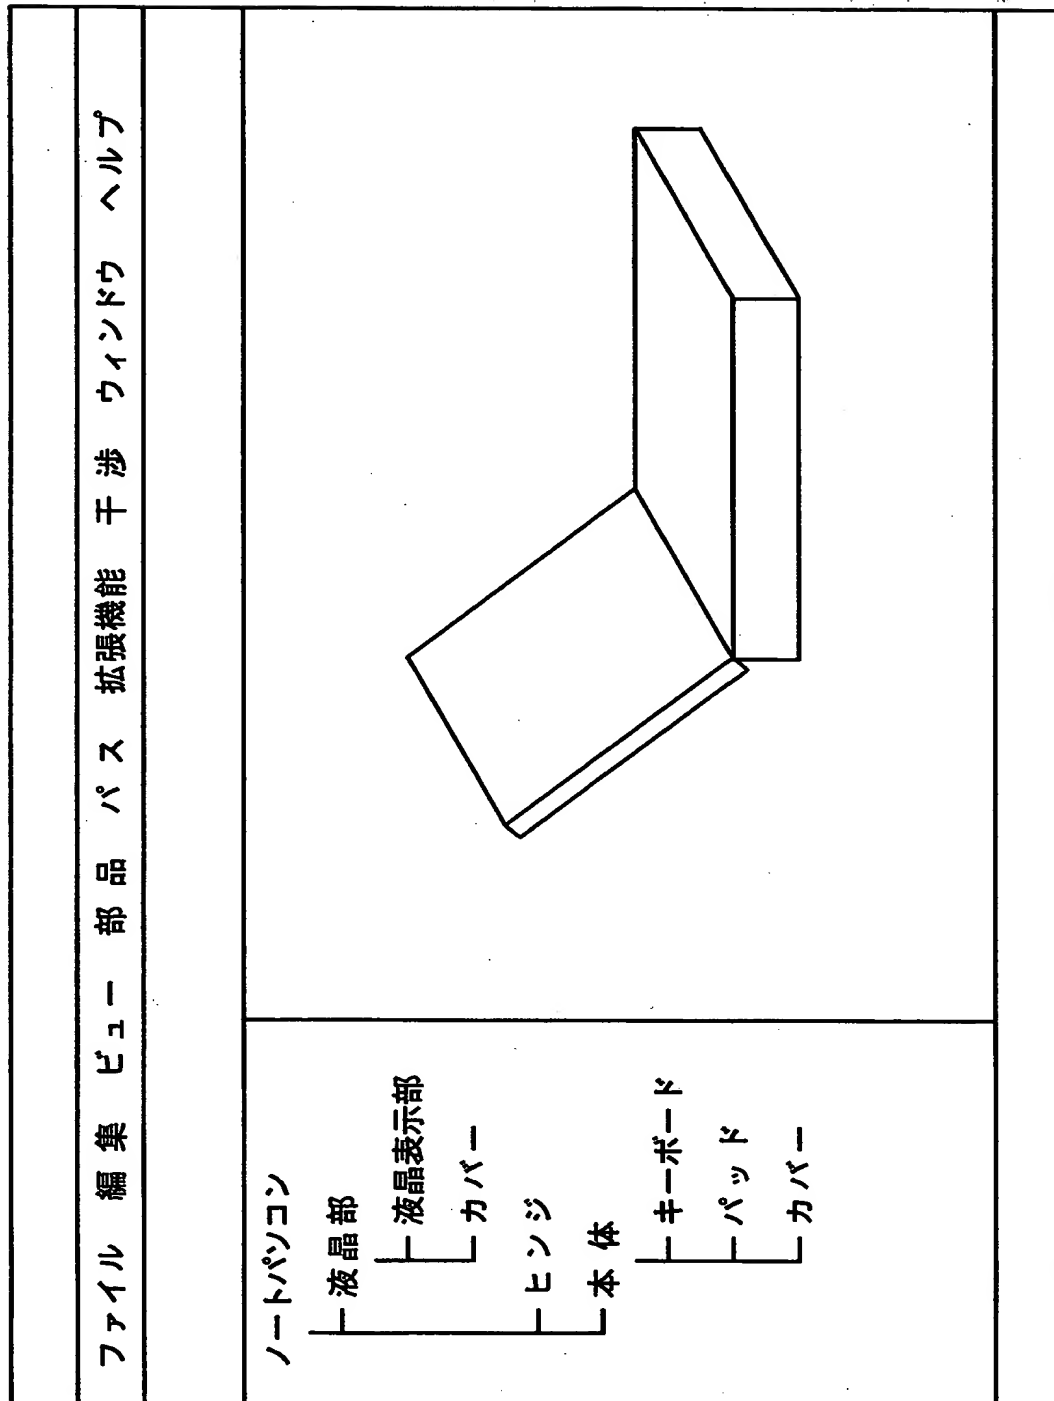 ファイル 編集 ビュー 部品 パス 拡張機能 干渉 ウィンドウ ヘルプ
ノートパソコン
液晶部
液晶表示部
カバー
ヒンジ
本体
キーボード
パッド
カバー